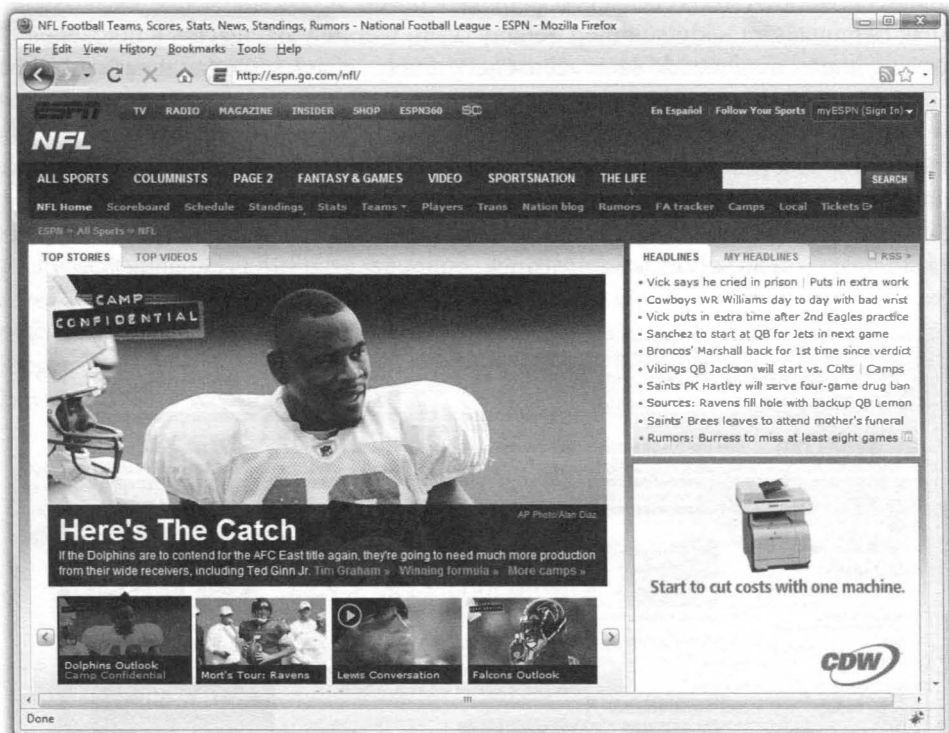 NFL Football Teams, Scores, Stats, News, Standings, Rumors - National Football League - ESPN - Mozilla Firefox
File Edit View History Bookmarks Tools Help
http://espn.go.com/nfl/
ESPN TV RADIO MAGAZINE INSIDER SHOP ESPN360 SC
En Español Follow Your Sports myESPN (Sign In)
NFL
ALL SPORTS COLUMNISTS PAGE 2 FANTASY & GAMES VIDEO SPORTSNATION THE LIFE SEARCH
NFL Home Scoreboard Schedule Standings Stats Teams Players Trans Nation blog Rumors FA tracker Camps Local Tickets
ESPN » All Sports » NFL
TOP STORIES TOP VIDEOS
CAMP
CONFIDENTIAL
AP Photo/Alan Diaz
Here's The Catch
If the Dolphins are to contend for the AFC East title again, they're going to need much more production
from their wide receivers, including Ted Ginn Jr. Tim Graham » Winning formula » More camps »
Dolphins Outlook
Camp Confidential
Mort's Tour: Ravens
Lewis Conversation
Falcons Outlook
HEADLINES MY HEADLINES RSS »
• Vick says he cried in prison | Puts in extra work
• Cowboys WR Williams day to day with bad wrist
• Vick puts in extra time after 2nd Eagles practice
• Sanchez to start at QB for Jets in next game
• Broncos' Marshall back for 1st time since verdict
• Vikings QB Jackson will start vs. Colts | Camps
• Saints PK Hartley will serve four-game drug ban
• Sources: Ravens fill hole with backup QB Lemon
• Saints' Brees leaves to attend mother's funeral
• Rumors: Burress to miss at least eight games
Start to cut costs with one machine.
CDW
Done